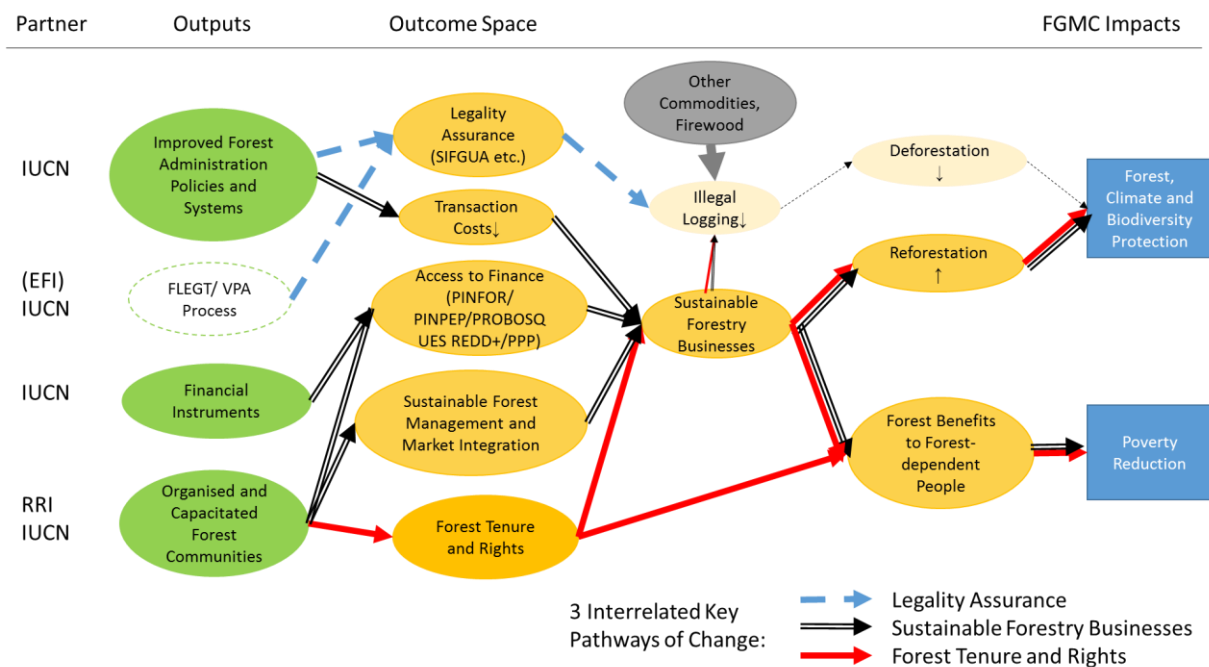 Partner
Outputs
Outcome Space
FGMC Impacts
IUCN
Improved Forest
Administration
Policies and
Systems
Legality
Assurance
(SIFGUA etc.)
Transaction
Costs↓
Other
Commodities,
Firewood
Illegal
Logging↓
Deforestation
↓
Forest,
Climate and
Biodiversity
Protection
(EFI)
IUCN
FLEGT/ VPA
Process
Access to Finance
(PINFOR/
PINPEP/PROBOSQ
UES REDD+/PPP)
Sustainable
Forestry
Businesses
Reforestation
↑
IUCN
Financial
Instruments
Sustainable Forest
Management and
Market Integration
Forest Benefits
to Forest-
dependent
People
Poverty
Reduction
RRI
IUCN
Organised and
Capacitated
Forest
Communities
Forest Tenure
and Rights
3 Interrelated Key
Pathways of Change:
Legality Assurance
Sustainable Forestry Businesses
Forest Tenure and Rights